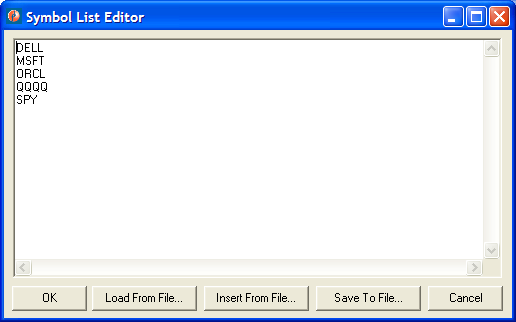 Symbol List Editor
DELL
MSFT
ORCL
QQQQ
SPY
OK Load From File... Insert From File... Save To File... Cancel